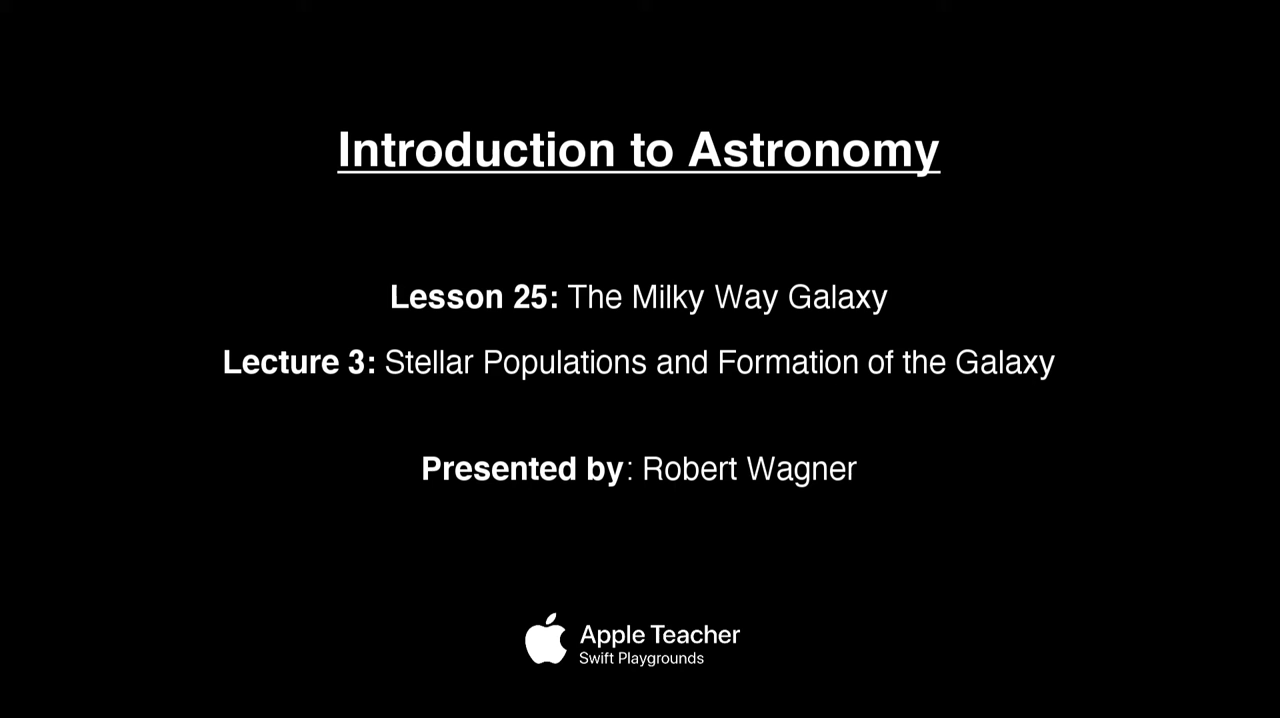 Introduction to Astronomy
Lesson 25: The Milky Way Galaxy
Lecture 3: Stellar Populations and Formation of the Galaxy
Presented by: Robert Wagner
Apple Teacher
Swift Playgrounds